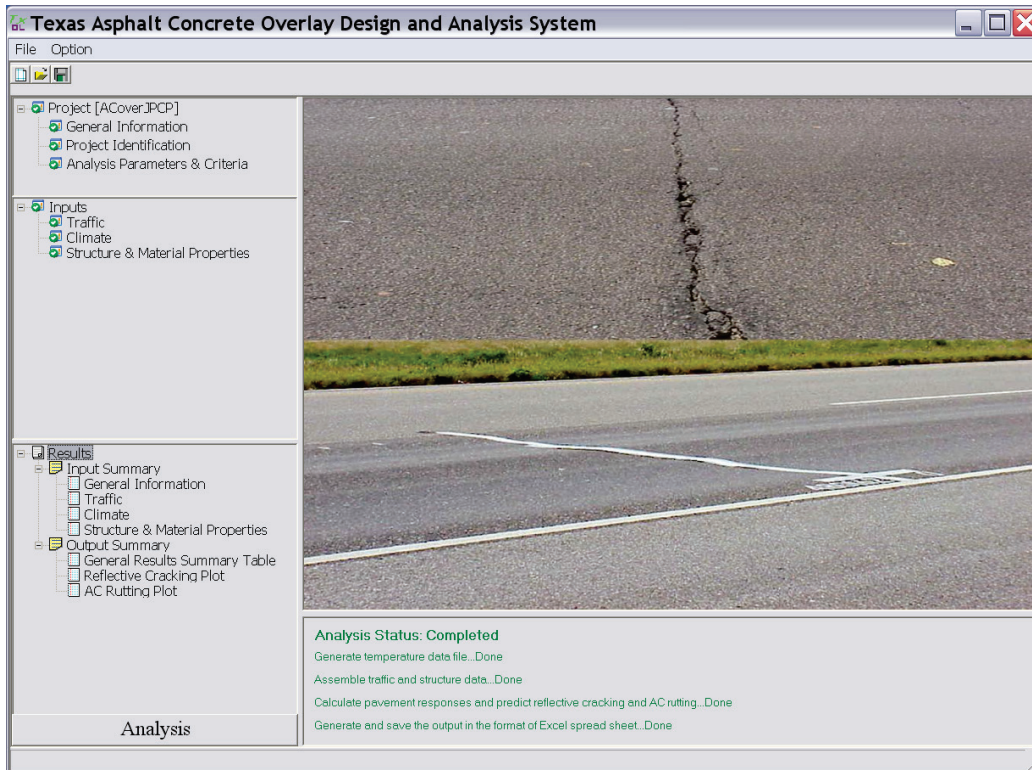 Texas Asphalt Concrete Overlay Design and Analysis System
File Option
Project [ACoverJPCP]
General Information
Project Identification
Analysis Parameters & Criteria
Inputs
Traffic
Climate
Structure & Material Properties
Results
Input Summary
General Information
Traffic
Climate
Structure & Material Properties
Output Summary
General Results Summary Table
Reflective Cracking Plot
AC Rutting Plot
Analysis
Analysis Status: Completed
Generate temperature data file...Done
Assemble traffic and structure data...Done
Calculate pavement responses and predict reflective cracking and AC rutting...Done
Generate and save the output in the format of Excel spread sheet...Done